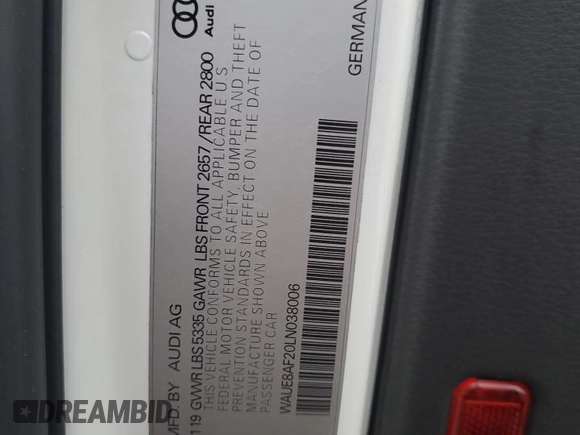 MFD. BY AUDI AG
119 GVWR LBS 5335 GAWR LBS FRONT 2657/REAR 2800
THIS VEHICLE CONFORMS TO ALL APPLICABLE U S
FEDERAL MOTOR VEHICLE SAFETY, BUMPER AND THEFT
PREVENTION STANDARDS IN EFFECT ON THE DATE OF
MANUFACTURE SHOWN ABOVE
PASSENGER CAR
WAUE8AF20LN038006
GERMAN
DREAMBID